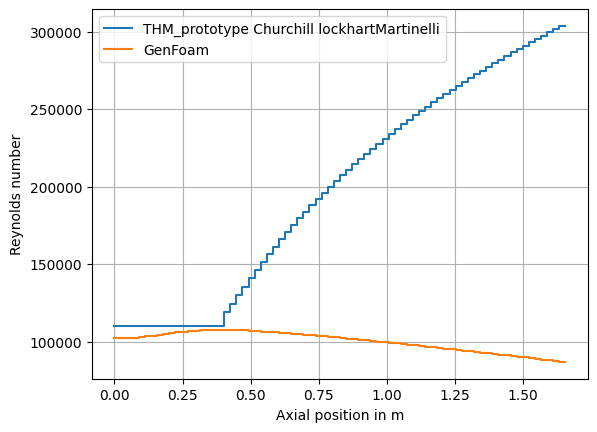 THM_prototype Churchill lockhartMartinelli
GenFoam
300000
250000
200000
150000
100000
Reynolds number
0.00 0.25 0.50 0.75 1.00 1.25 1.50
Axial position in m